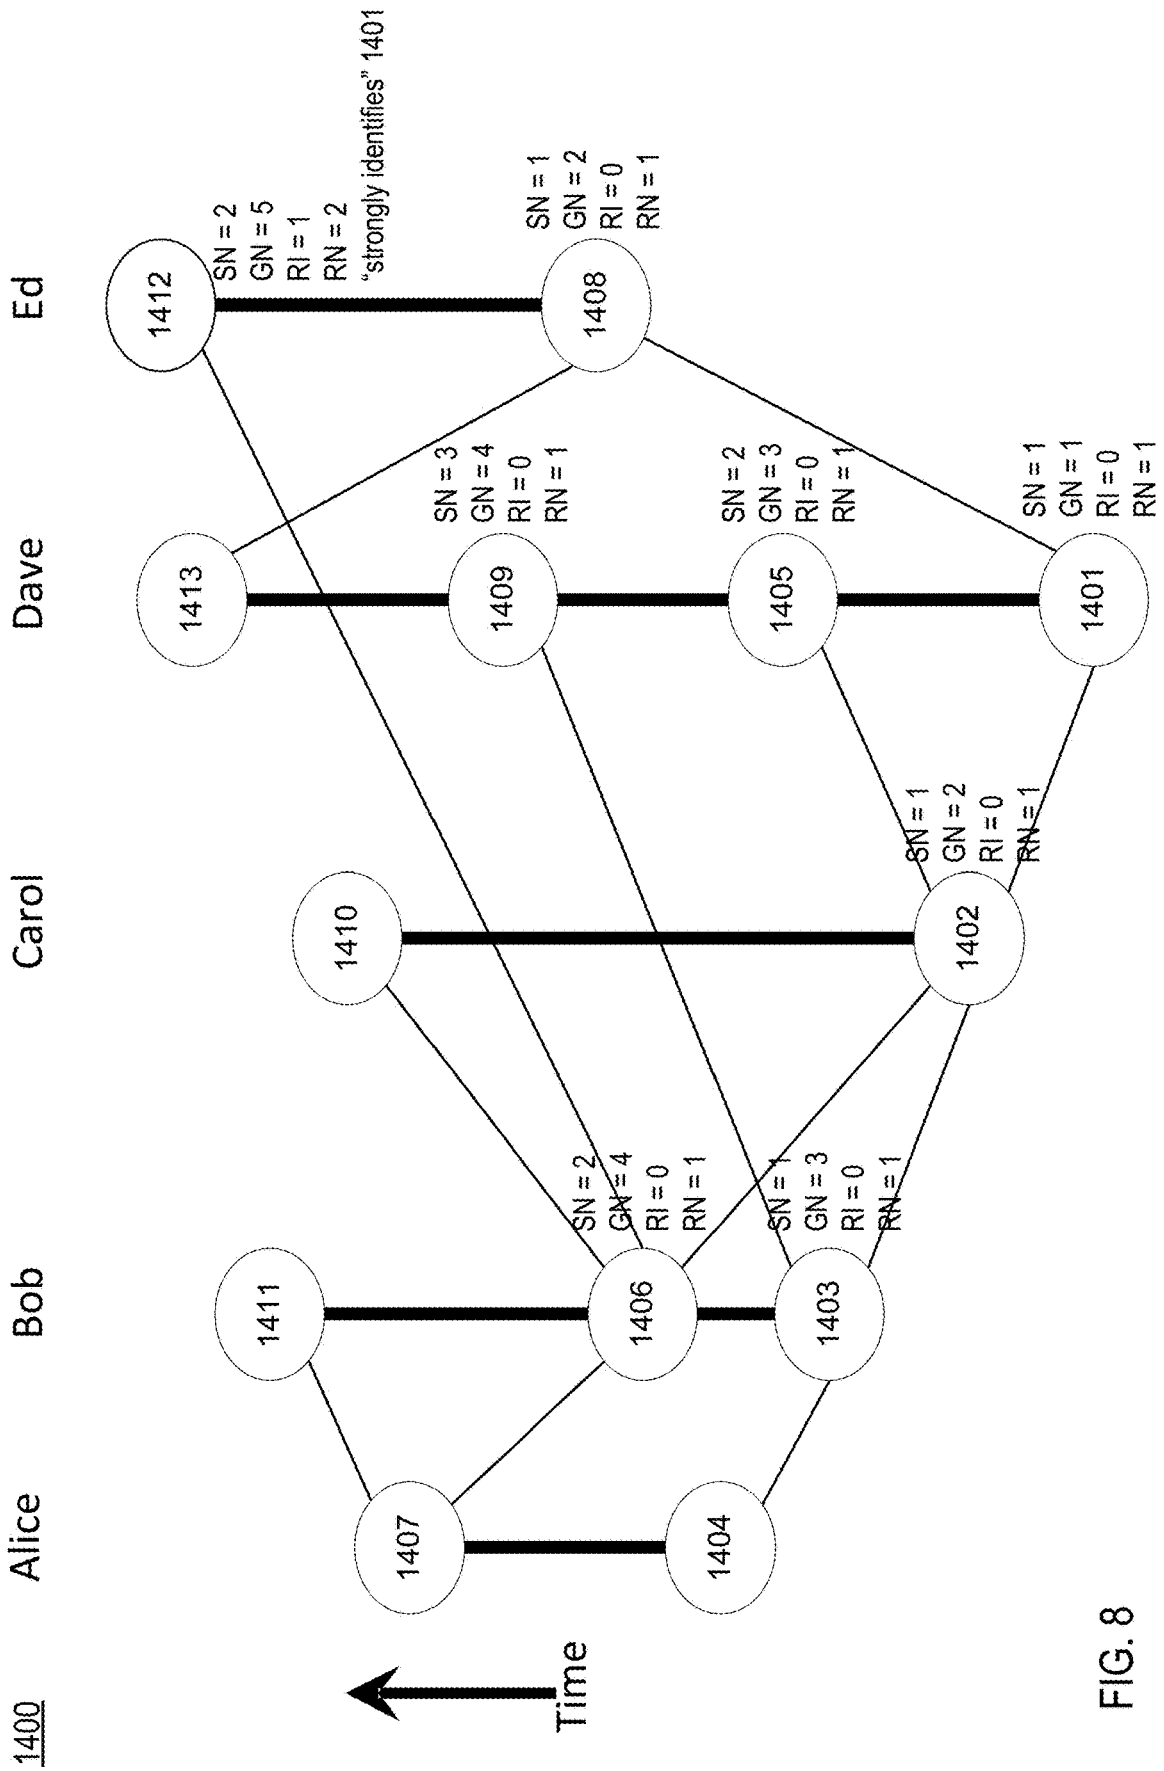 1400
Alice
Bob
Carol
Dave
Ed
1412
SN = 2
GN = 5
RI = 1
RN = 2
“strongly identifies” 1401
1413
1411
1410
1407
1409
SN = 3
GN = 4
RI = 0
RN = 1
1408
SN = 1
GN = 2
RI = 0
RN = 1
Time
1406
SN = 2
GN = 4
RI = 0
RN = 1
1404
1405
SN = 2
GN = 3
RI = 0
RN = 1
1403
SN = 1
GN = 3
RI = 0
RN = 1
1402
SN = 1
GN = 2
RI = 0
RN = 1
1401
SN = 1
GN = 1
RI = 0
RN = 1
FIG. 8